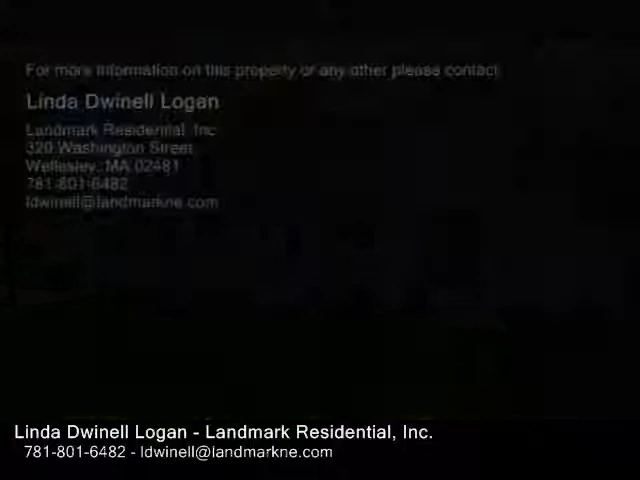 For more information on this property or any other please contact:
Linda Dwinell Logan
Landmark Residential, Inc.
320 Washington Street
Wellesley, MA 02481
781-801-6482
ldwinell@landmarkne.com
Linda Dwinell Logan - Landmark Residential, Inc.
781-801-6482 - ldwinell@landmarkne.com